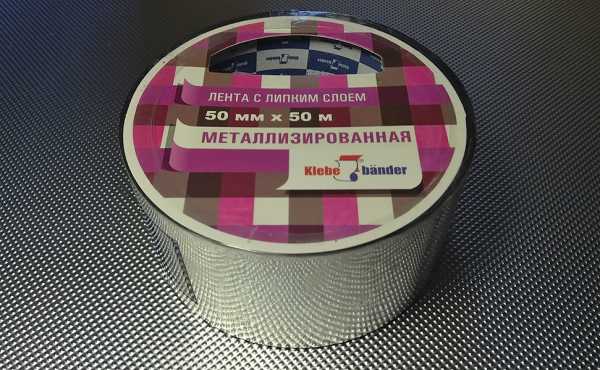 ЛЕНТА С ЛИПКИМ СЛОЕМ
50 мм x 50 м
МЕТАЛЛИЗИРОВАННАЯ
Klebe bänder